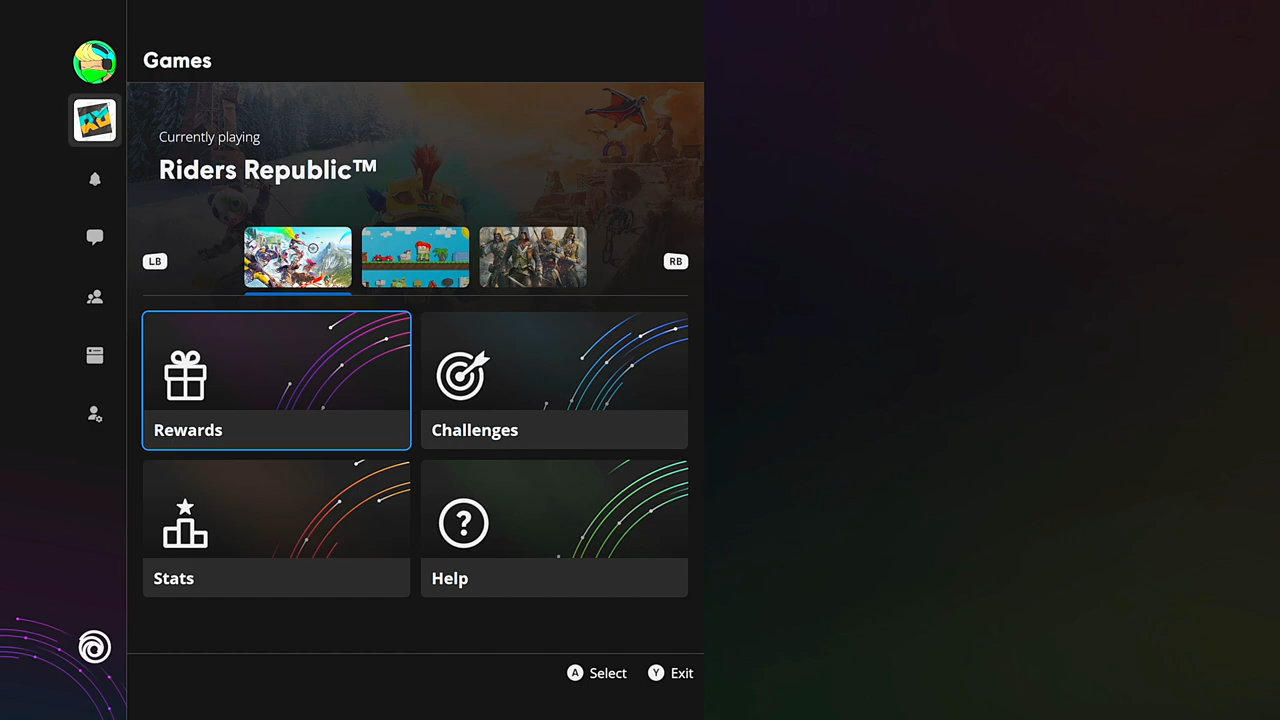 Games
Currently playing
Riders Republic™
LB
RB
Rewards
Challenges
Stats
? Help
A Select
Y Exit